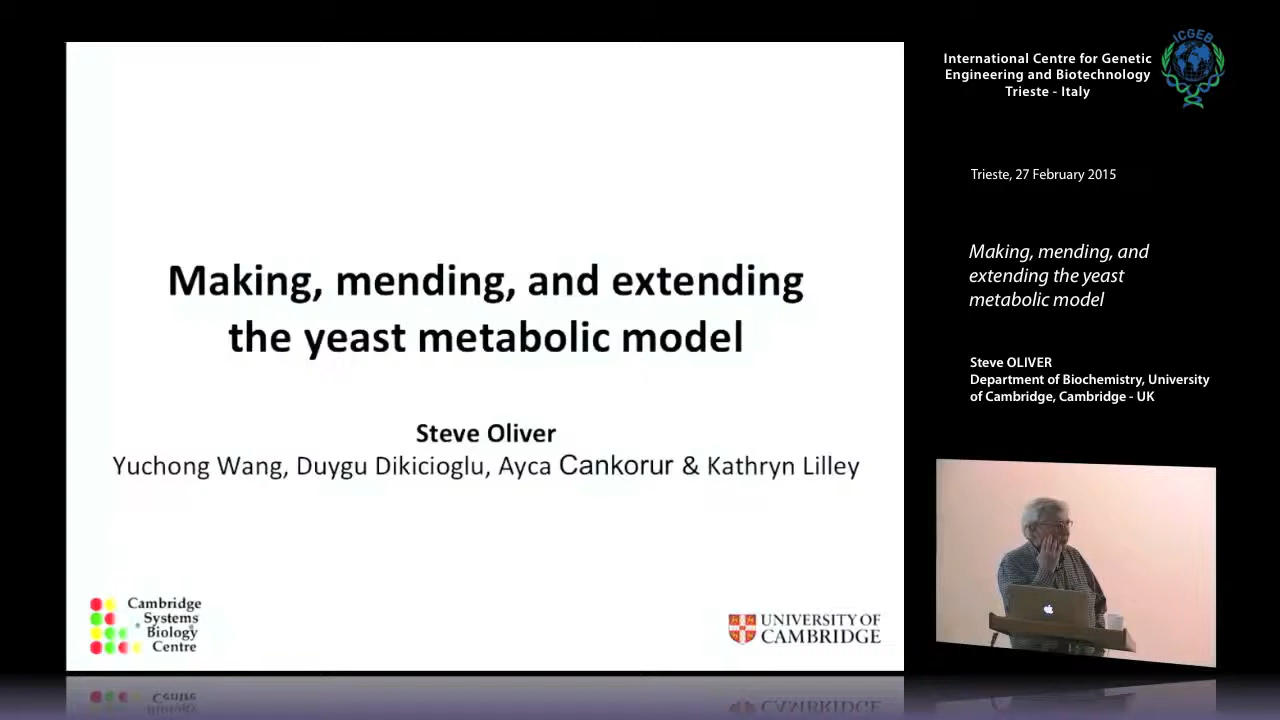 Making, mending, and extending
the yeast metabolic model
Steve Oliver
Yuchong Wang, Duygu Dikicioglu, Ayca Cankorur & Kathryn Lilley
Cambridge
Systems
Biology
Centre
UNIVERSITY OF
CAMBRIDGE
International Centre for Genetic
Engineering and Biotechnology
Trieste - Italy
ICGEB
Trieste, 27 February 2015
Making, mending, and
extending the yeast
metabolic model
Steve OLIVER
Department of Biochemistry, University
of Cambridge, Cambridge - UK